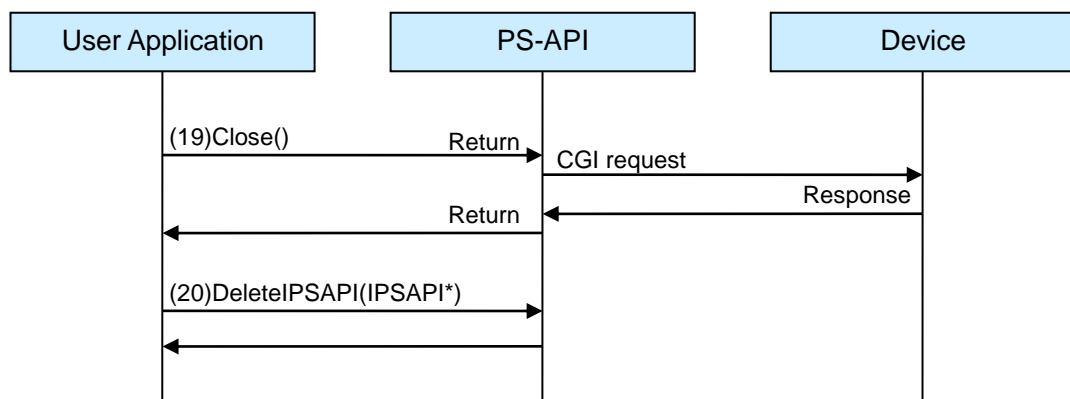 User Application
PS-API
Device
(19)Close()
Return
CGI request
Response
Return
(20)DeleteIPSAPI(IPSAPI*)